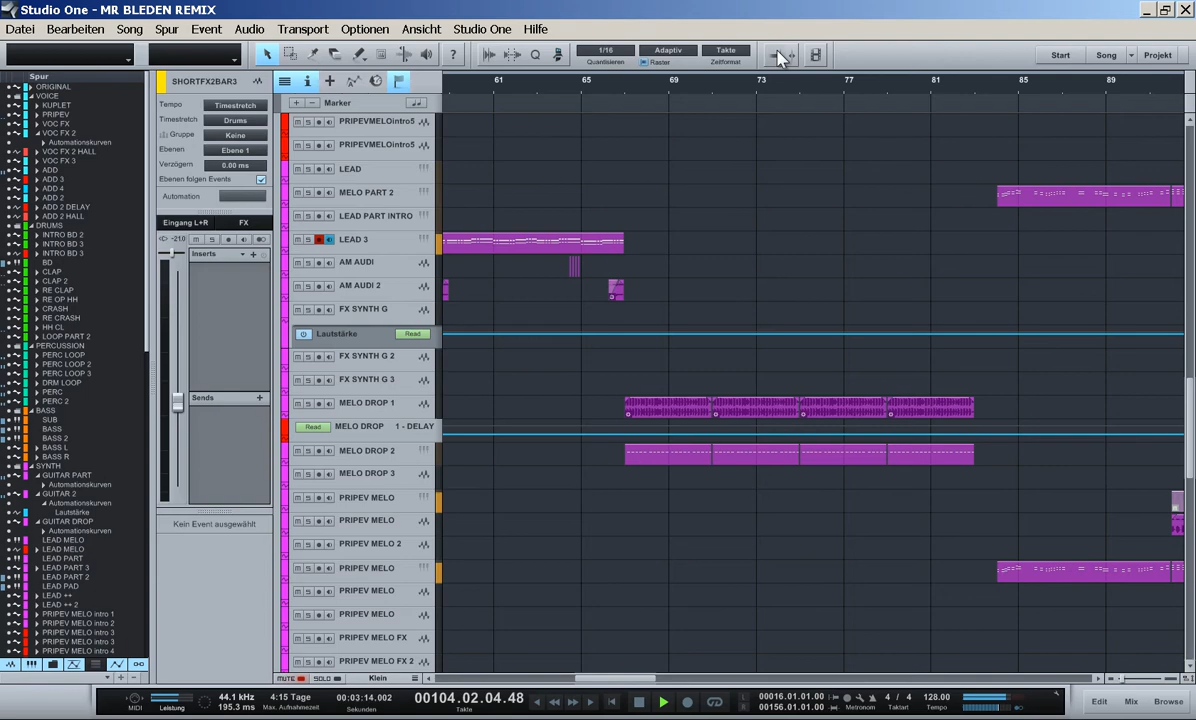 Studio One - MR BLEDEN REMIX
Datei Bearbeiten Song Spur Event Audio Transport Optionen Ansicht Studio One Hilfe
1/16 Quantisieren Adaptiv Raster Takte Zeitformat Start Song Projekt
Spur
ORIGINAL
VOICE
KUPLET
PRIPEV
VOC FX
VOC FX 2
Automationskurven
VOC FX 2 HALL
VOC FX 3
ADD
ADD 3
ADD 4
ADD 2
ADD 2 DELAY
ADD 2 HALL
DRUMS
INTRO BD 2
INTRO BD 3
INTRO BD 3
BD
CLAP
CLAP 2
RE CLAP
RE OP HH
CRASH
RE CRASH
HH CL
LOOP PART 2
PERCUSSION
PERC LOOP
PERC LOOP 2
PERC LOOP 3
DRM LOOP
PERC
PERC 2
BASS
SUB
BASS
BASS 2
BASS L
BASS R
SYNTH
GUITAR PART
Automationskurven
GUITAR 2
Automationskurven
Lautstärke
GUITAR DROP
Automationskurven
LEAD MELO
LEAD MELO
LEAD PART
LEAD PART 3
LEAD PART 2
LEAD PAD
LEAD ++
LEAD ++ 2
PRIPEV MELO intro 1
PRIPEV MELO intro 2
PRIPEV MELO intro 3
PRIPEV MELO intro 3
PRIPEV MELO intro 4
SHORTFX2BAR3
Tempo Timestretch
Timestretch Drums
Gruppe Keine
Ebenen Ebene 1
Verzögern 0.00 ms
Ebenen folgen Events
Automation
Eingang L+R FX
-21.0
Inserts
Sends
Kein Event ausgewählt
61 65 69 73 77 81 85 89
Marker
PRIPEVMELOintro5
PRIPEVMELOintro5
LEAD
MELO PART 2
LEAD PART INTRO
LEAD 3
AM AUDI
AM AUDI 2
FX SYNTH G
Lautstärke Read
FX SYNTH G 2
FX SYNTH G 3
MELO DROP 1
Read MELO DROP 1 - DELAY
MELO DROP 2
MELO DROP 3
PRIPEV MELO
PRIPEV MELO
PRIPEV MELO 2
PRIPEV MELO
PRIPEV MELO
PRIPEV MELO
PRIPEV MELO FX
PRIPEV MELO FX 2
MUTE SOLO Klein
MIDI Leistung
44.1 kHz
195.3 ms
4:15 Tage
Max. Aufnahmezeit
00:03:14.002
Sekunden
00104.02.04.48
Takte
L 00016.01.01.00
R 00156.01.01.00
Metronom
4 / 4
Taktart
128.00
Tempo
Edit Mix Browse